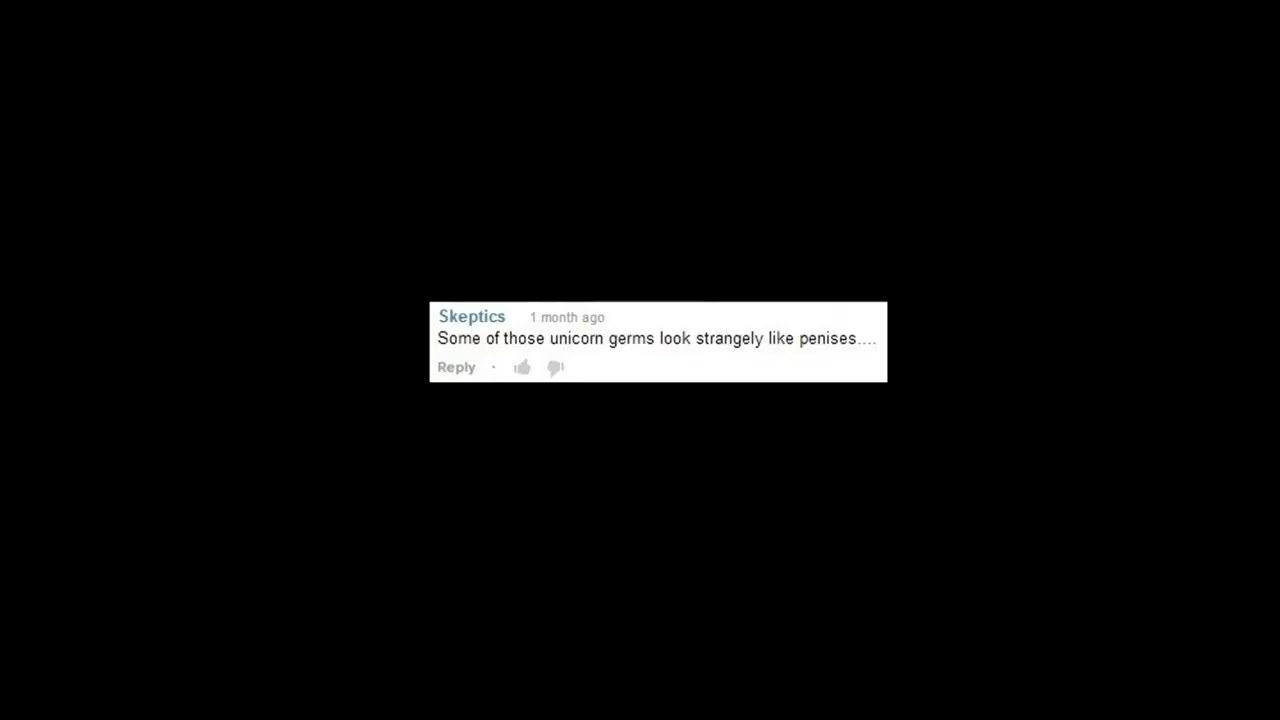 Skeptics 1 month ago
Some of those unicorn germs look strangely like penises....
Reply ·